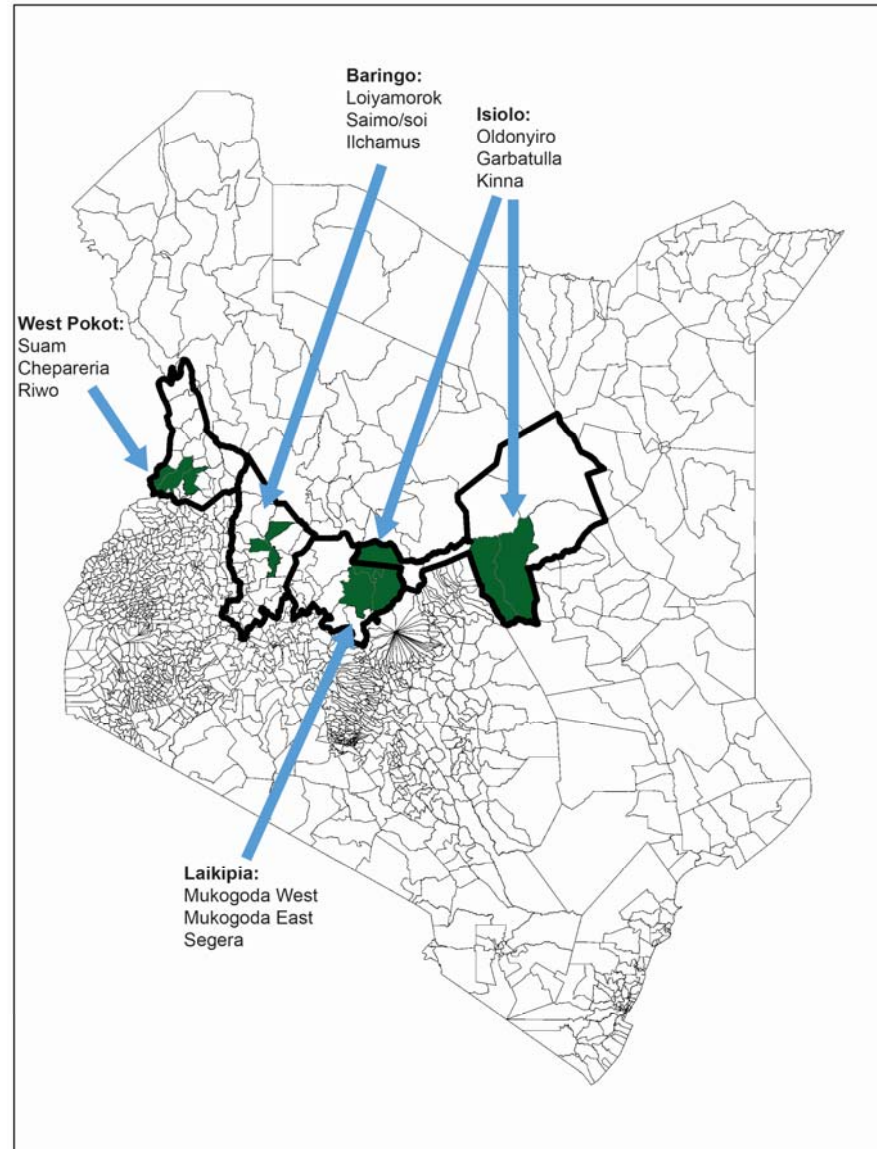 Baringo:
Loiyamorok
Saimo/soi
Ilchamus
Isiolo:
Oldonyiro
Garbatulla
Kinna
West Pokot:
Suam
Chepareria
Riwo
Laikipia:
Mukogoda West
Mukogoda East
Segera